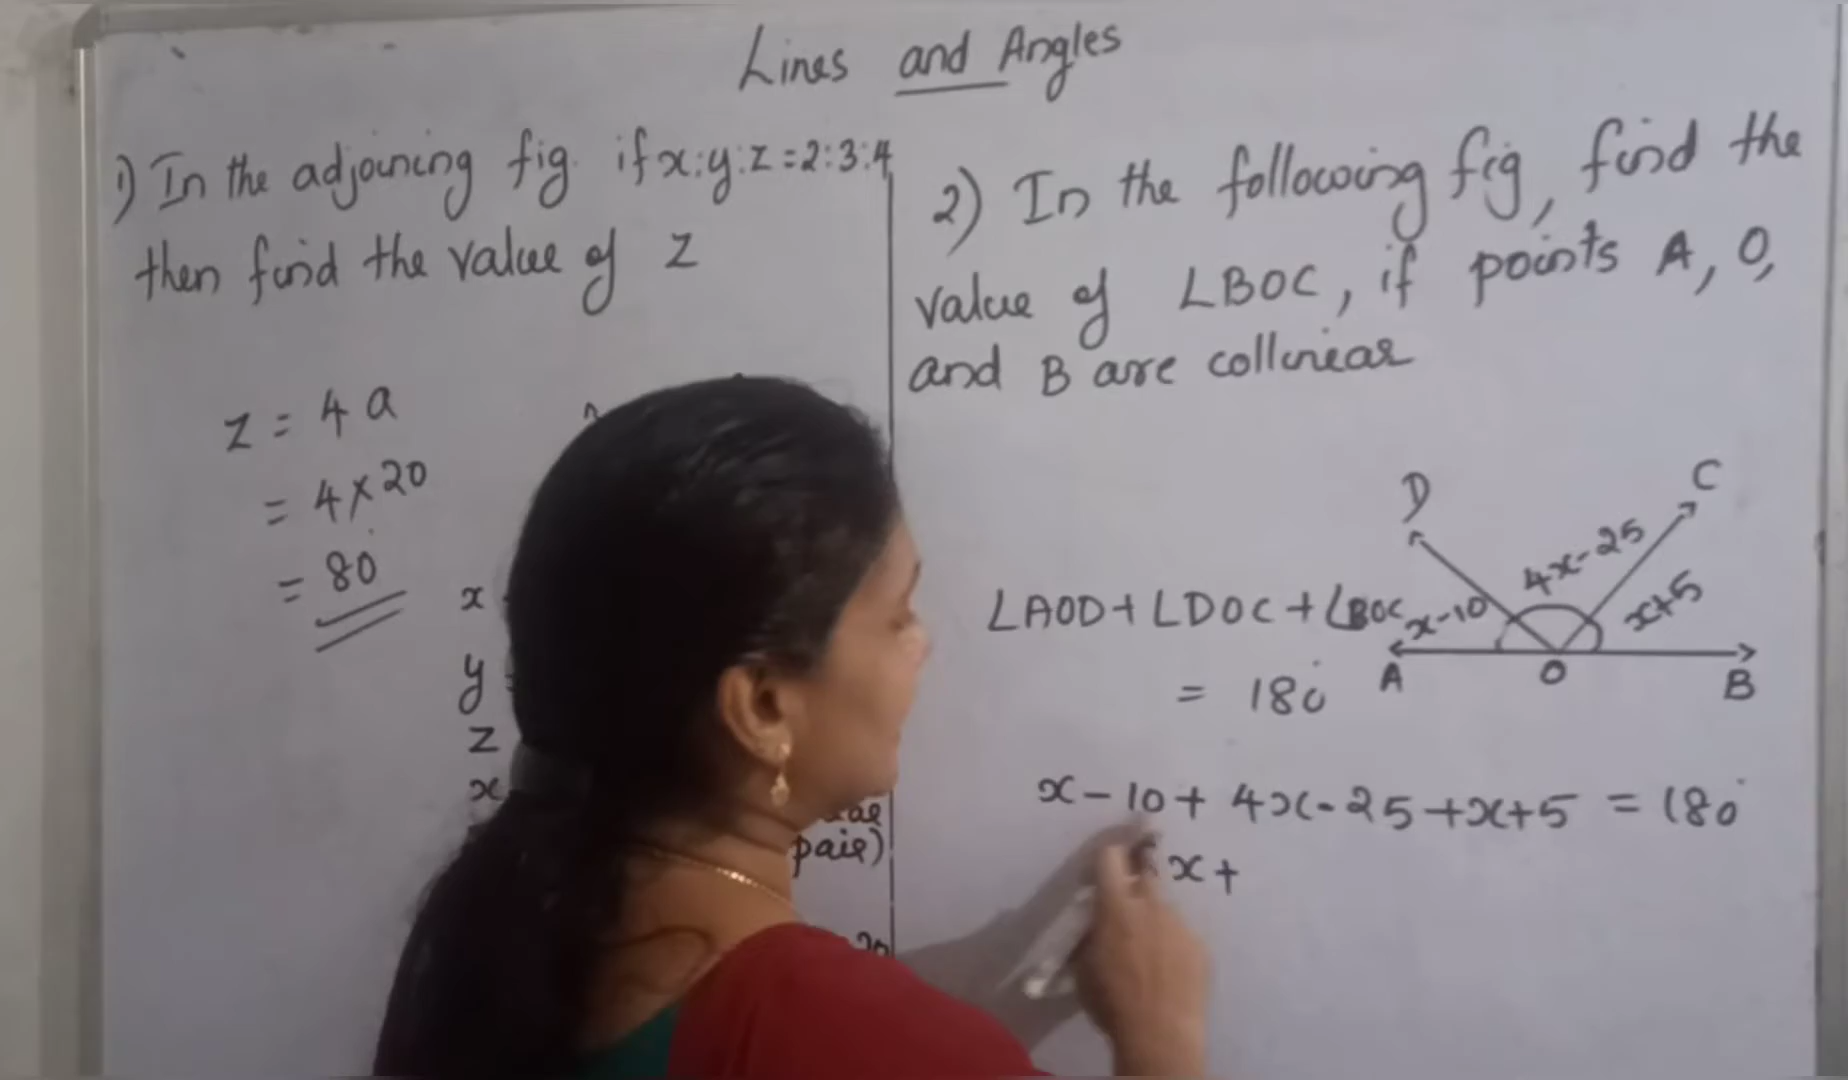 Lines and Angles
1) In the adjoining fig. if x:y:z=2:3:4
then find the value of z
z = 4a
= 4×20
= 80°
x
y
z
x
pair)
20
2) In the following fig, find the
value of ∠BOC, if points A, O,
and B are collinear
D
C
4x-25
x-10
x+5
A
O
B
∠AOD+∠DOC+∠BOC
= 180°
x-10+4x-25+x+5 = 180°
x+